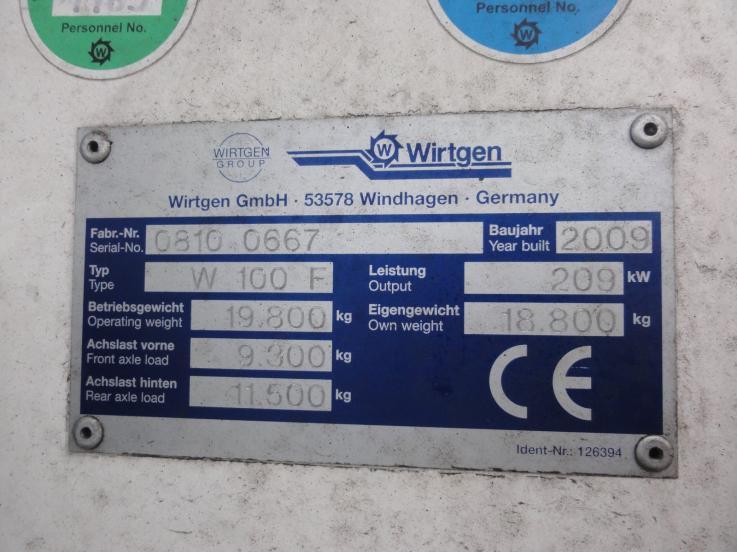 Personnel No.
W
Personnel No.
W
WIRTGEN
GROUP
W Wirtgen
Wirtgen GmbH · 53578 Windhagen · Germany
Fabr.-Nr.
Serial-No.
0810 0667
Baujahr
Year built
2009
Typ
Type
W 100 F
Leistung
Output
209 kW
Betriebsgewicht
Operating weight
19.800 kg
Eigengewicht
Own weight
18.800 kg
Achslast vorne
Front axle load
9.300 kg
Achslast hinten
Rear axle load
11.500 kg
CE
Ident-Nr.: 126394